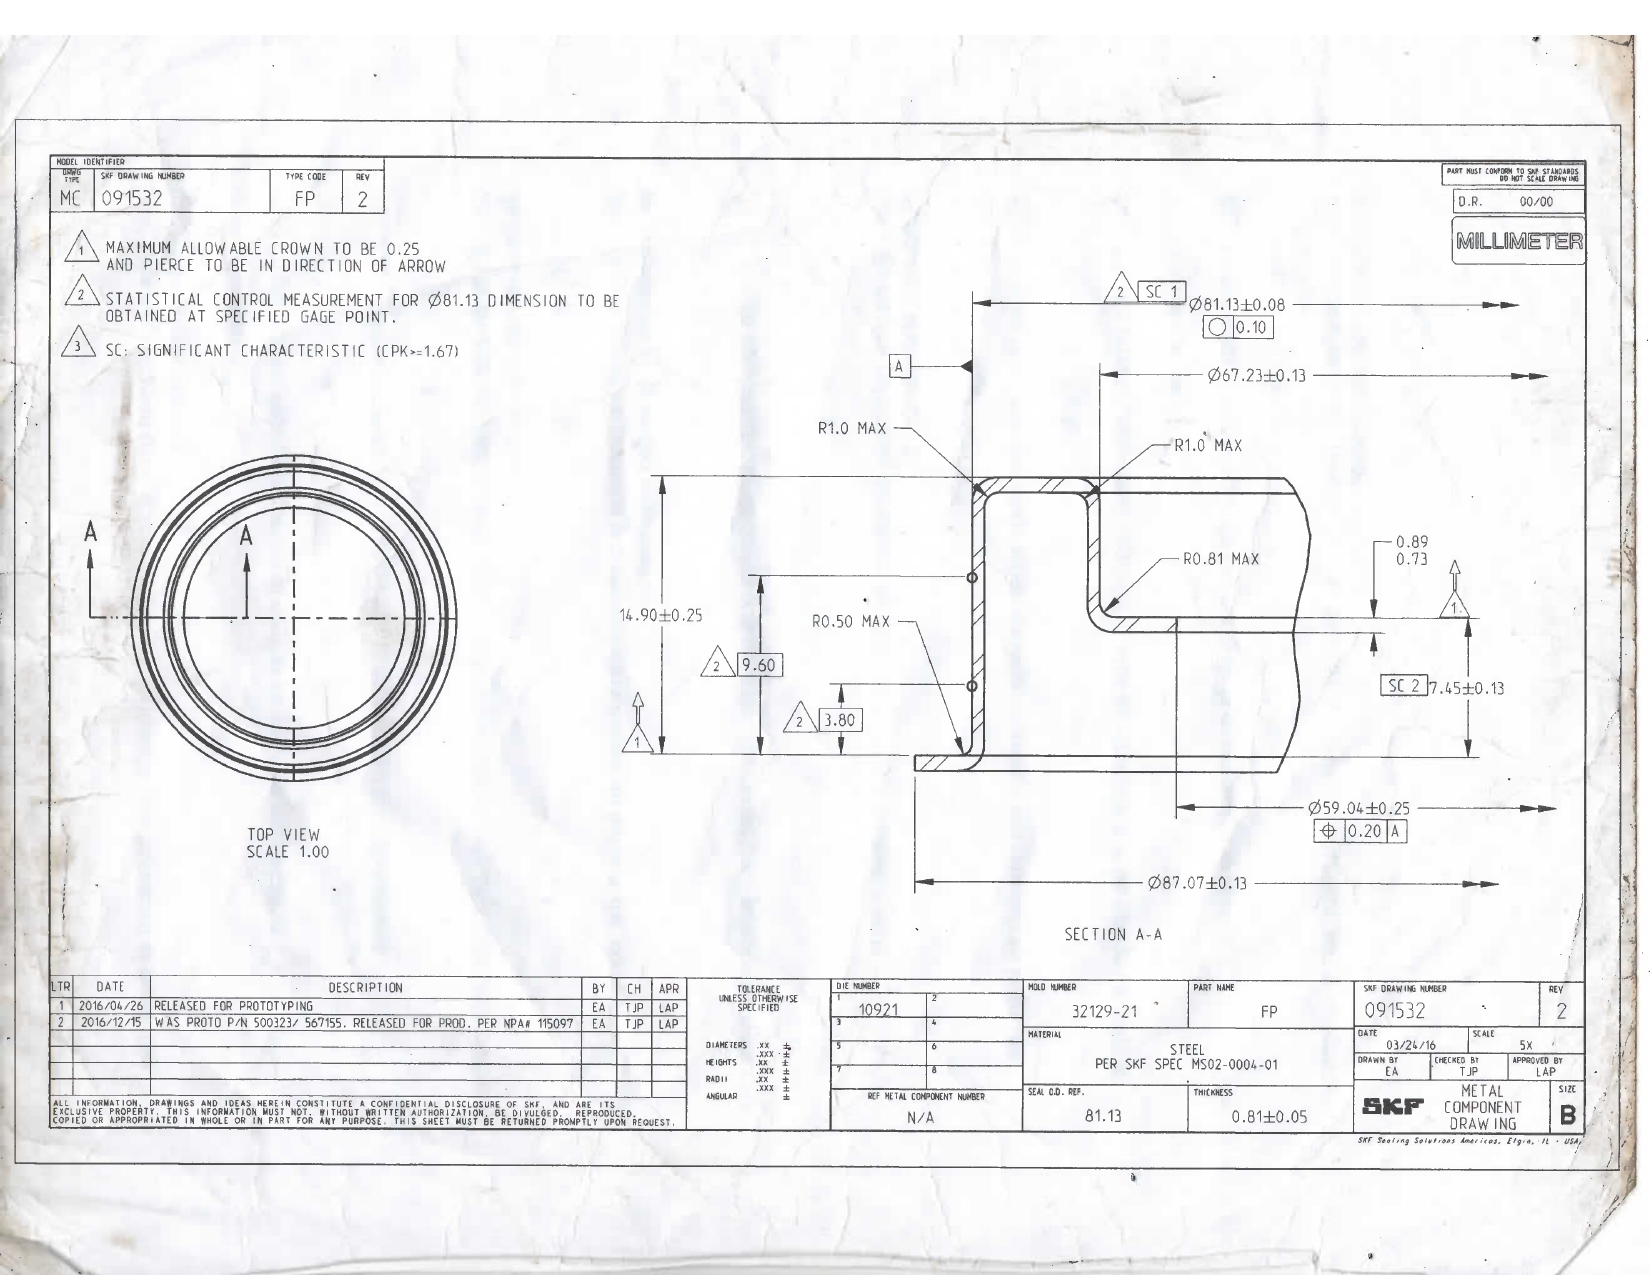 MODEL IDENTIFIER
DRWG TYPE SKF DRAWING NUMBER TYPE CODE REV
MC 091532 FP 2
PART MUST CONFORM TO SKF STANDARDS
DO NOT SCALE DRAWING
D.R. 00/00
MILLIMETER
1 MAXIMUM ALLOWABLE CROWN TO BE 0.25
AND PIERCE TO BE IN DIRECTION OF ARROW
2 STATISTICAL CONTROL MEASUREMENT FOR Ø81.13 DIMENSION TO BE
OBTAINED AT SPECIFIED GAGE POINT.
3 SC: SIGNIFICANT CHARACTERISTIC (CPK>=1.67)
2 SC 1
Ø81.13±0.08
○ 0.10
A
Ø67.23±0.13
R1.0 MAX
R1.0 MAX
A
A
0.89
0.73
R0.81 MAX
1
14.90±0.25
R0.50 MAX
2 9.60
SC 2 7.45±0.13
2 3.80
1
Ø59.04±0.25
⌖ 0.20 A
TOP VIEW
SCALE 1.00
Ø87.07±0.13
SECTION A-A
LTR DATE DESCRIPTION BY CH APR
1 2016/04/26 RELEASED FOR PROTOTYPING EA TJP LAP
2 2016/12/15 WAS PROTO P/N 500323/ 567155. RELEASED FOR PROD. PER NPA# 115097 EA TJP LAP
ALL INFORMATION, DRAWINGS AND IDEAS HEREIN CONSTITUTE A CONFIDENTIAL DISCLOSURE OF SKF, AND ARE ITS
EXCLUSIVE PROPERTY. THIS INFORMATION MUST NOT, WITHOUT WRITTEN AUTHORIZATION, BE DIVULGED, REPRODUCED,
COPIED OR APPROPRIATED IN WHOLE OR IN PART FOR ANY PURPOSE. THIS SHEET MUST BE RETURNED PROMPTLY UPON REQUEST.
TOLERANCE
UNLESS OTHERWISE
SPECIFIED
DIAMETERS .XX ±
.XXX ±
HEIGHTS .XX ±
.XXX ±
RADII .XX ±
.XXX ±
ANGULAR ±
DIE NUMBER
1 10921 2
3 4
5 6
7 8
REF METAL COMPONENT NUMBER
N/A
MOLD NUMBER
32129-21
PART NAME
FP
MATERIAL
STEEL
PER SKF SPEC MS02-0004-01
SEAL O.D. REF.
81.13
THICKNESS
0.81±0.05
SKF DRAWING NUMBER REV
091532 2
DATE SCALE
03/24/16 5X
DRAWN BY CHECKED BY APPROVED BY
EA TJP LAP
SKF
METAL
COMPONENT
DRAWING
SIZE
B
SKF Sealing Solutions Americas, Elgin, IL - USA